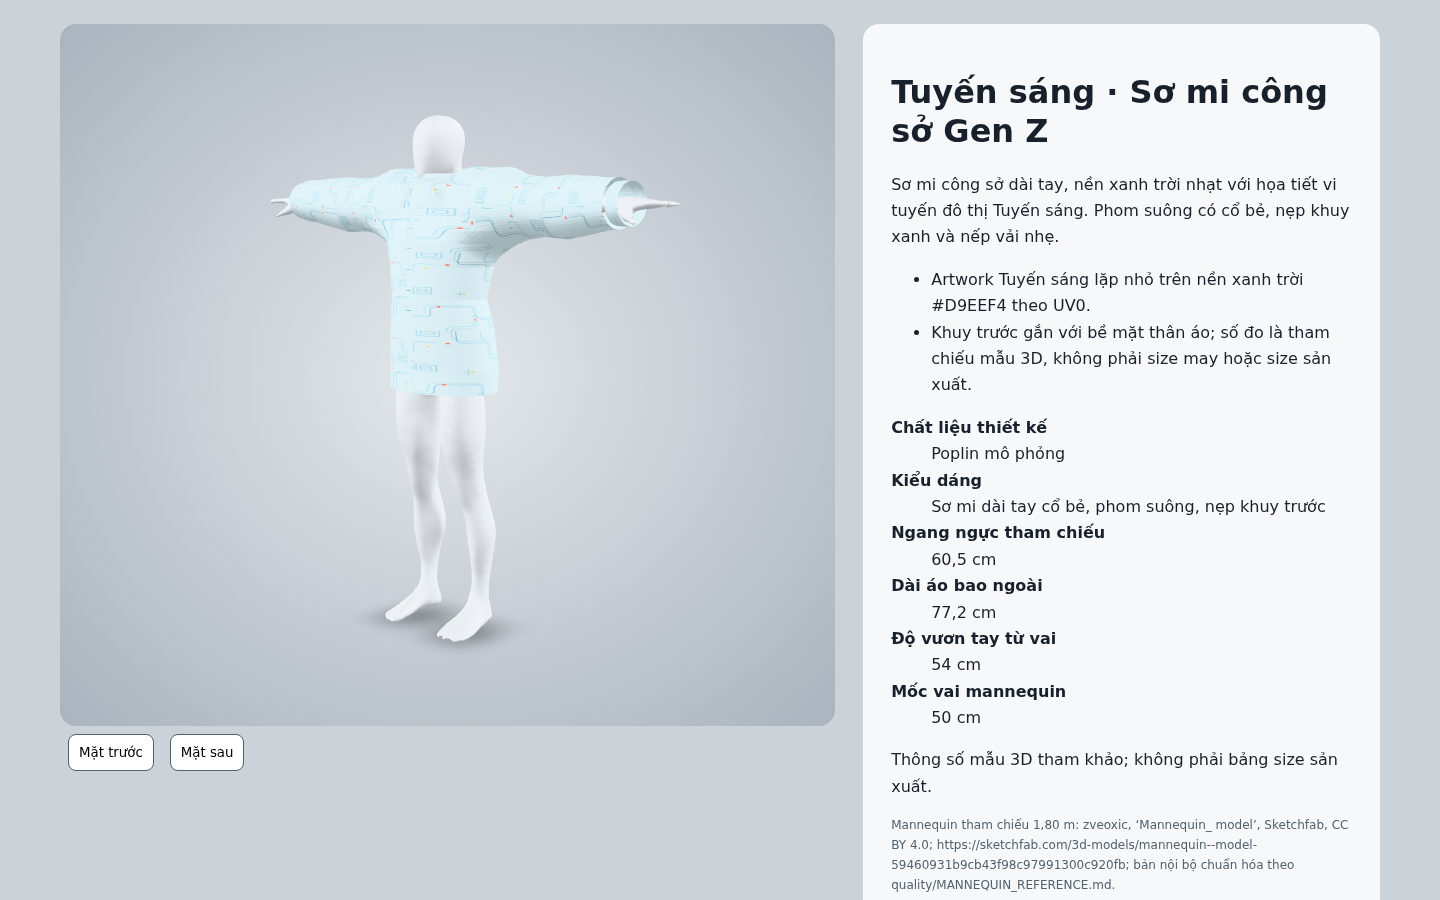 Tuyến sáng · Sơ mi công
sở Gen Z
Sơ mi công sở dài tay, nền xanh trời nhạt với họa tiết vi
tuyến đô thị Tuyến sáng. Phom suông có cổ bẻ, nẹp khuy
xanh và nếp vải nhẹ.
• Artwork Tuyến sáng lặp nhỏ trên nền xanh trời
#D9EEF4 theo UV0.
• Khuy trước gắn với bề mặt thân áo; số đo là tham
chiếu mẫu 3D, không phải size may hoặc size sản
xuất.
Chất liệu thiết kế
Poplin mô phỏng
Kiểu dáng
Sơ mi dài tay cổ bẻ, phom suông, nẹp khuy trước
Ngang ngực tham chiếu
60,5 cm
Dài áo bao ngoài
77,2 cm
Độ vươn tay từ vai
54 cm
Mốc vai mannequin
50 cm
Thông số mẫu 3D tham khảo; không phải bảng size sản
xuất.
Mannequin tham chiếu 1,80 m: zveoxic, ‘Mannequin_ model’, Sketchfab, CC
BY 4.0; https://sketchfab.com/3d-models/mannequin--model-
59460931b9cb43f98c97991300c920fb; bản nội bộ chuẩn hóa theo
quality/MANNEQUIN_REFERENCE.md.
Mặt trước
Mặt sau